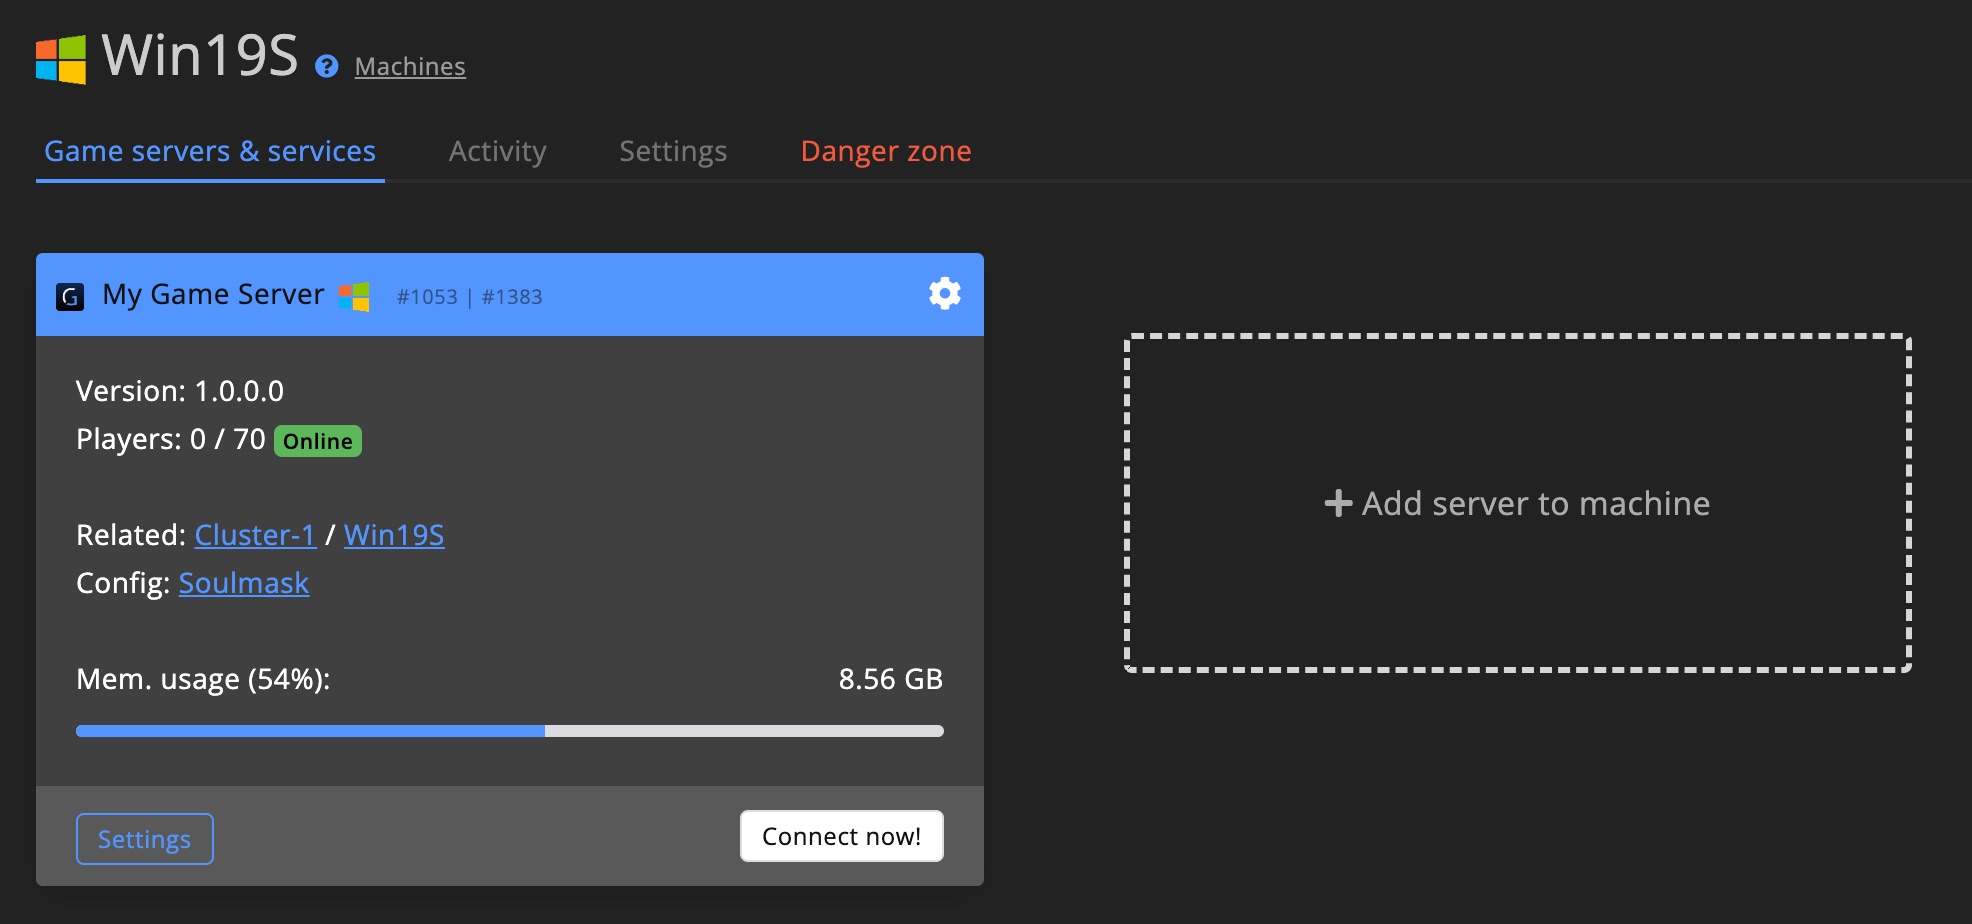 Win19S ? Machines
Game servers & services Activity Settings Danger zone
G My Game Server #1053 | #1383
Version: 1.0.0.0
Players: 0 / 70 Online
Related: Cluster-1 / Win19S
Config: Soulmask
Mem. usage (54%): 8.56 GB
Settings Connect now!
+ Add server to machine